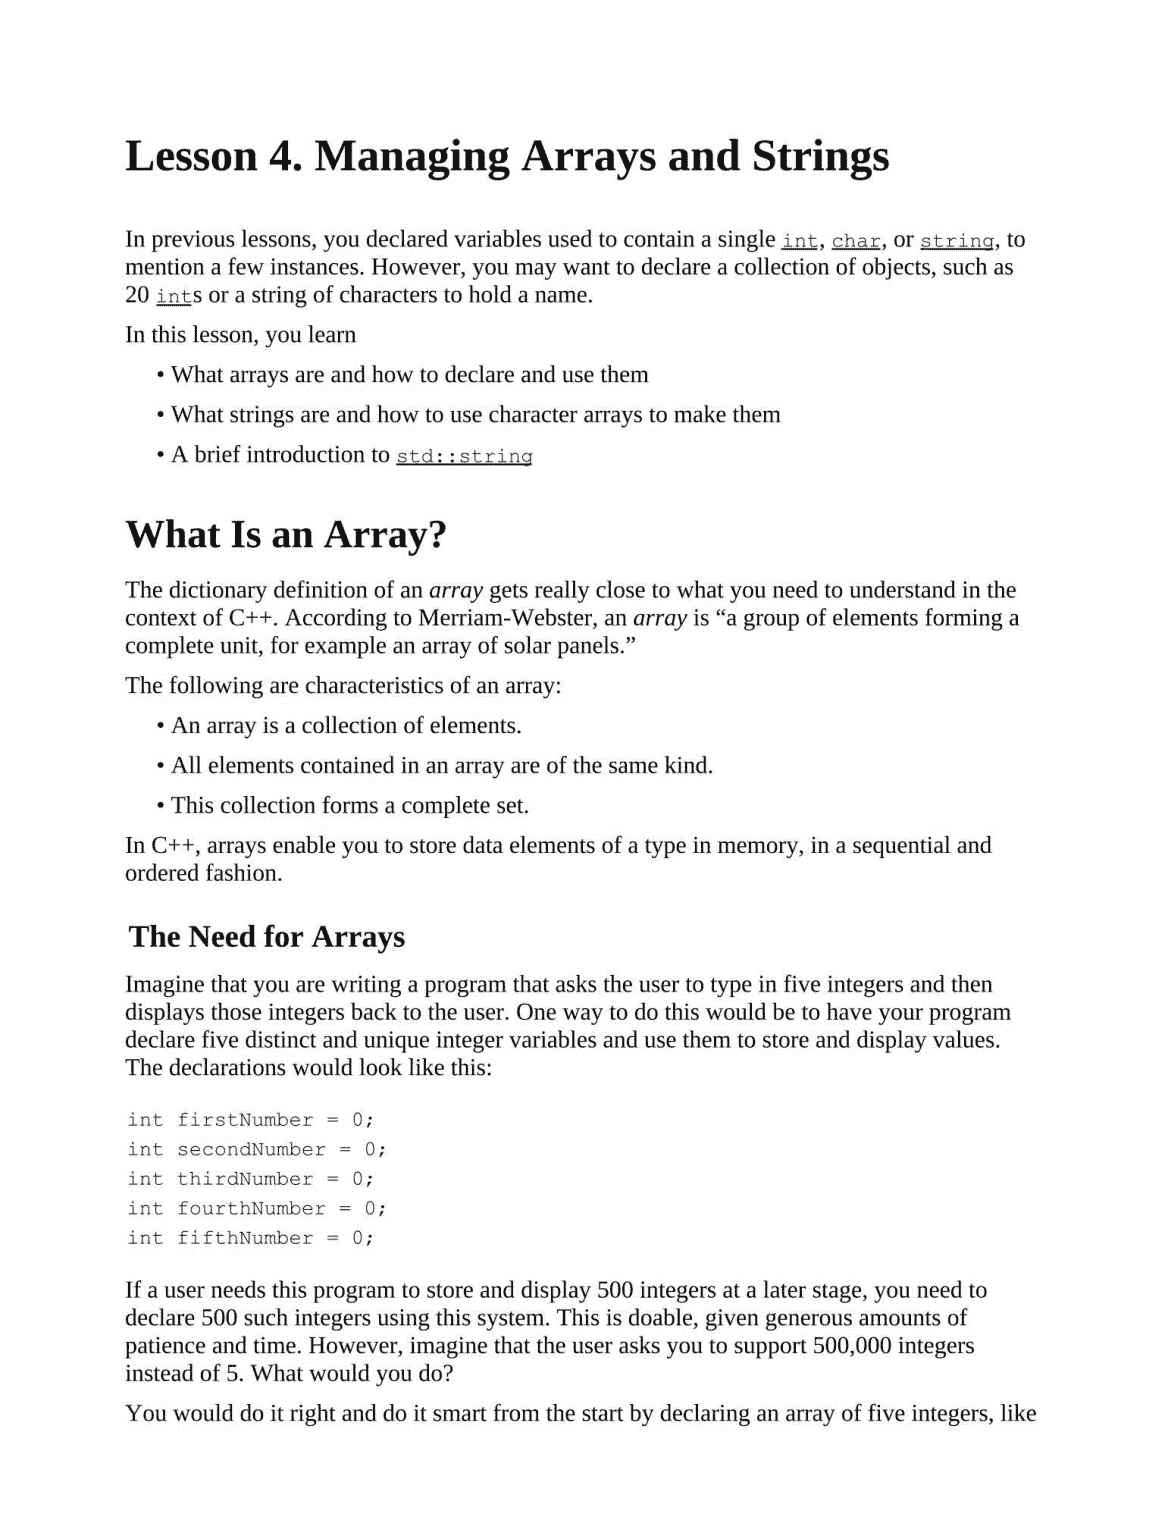 Lesson 4. Managing Arrays and Strings
In previous lessons, you declared variables used to contain a single int, char, or string, to
mention a few instances. However, you may want to declare a collection of objects, such as
20 ints or a string of characters to hold a name.
In this lesson, you learn
• What arrays are and how to declare and use them
• What strings are and how to use character arrays to make them
• A brief introduction to std::string
What Is an Array?
The dictionary definition of an array gets really close to what you need to understand in the
context of C++. According to Merriam-Webster, an array is “a group of elements forming a
complete unit, for example an array of solar panels.”
The following are characteristics of an array:
• An array is a collection of elements.
• All elements contained in an array are of the same kind.
• This collection forms a complete set.
In C++, arrays enable you to store data elements of a type in memory, in a sequential and
ordered fashion.
The Need for Arrays
Imagine that you are writing a program that asks the user to type in five integers and then
displays those integers back to the user. One way to do this would be to have your program
declare five distinct and unique integer variables and use them to store and display values.
The declarations would look like this:
int firstNumber = 0;
int secondNumber = 0;
int thirdNumber = 0;
int fourthNumber = 0;
int fifthNumber = 0;
If a user needs this program to store and display 500 integers at a later stage, you need to
declare 500 such integers using this system. This is doable, given generous amounts of
patience and time. However, imagine that the user asks you to support 500,000 integers
instead of 5. What would you do?
You would do it right and do it smart from the start by declaring an array of five integers, like